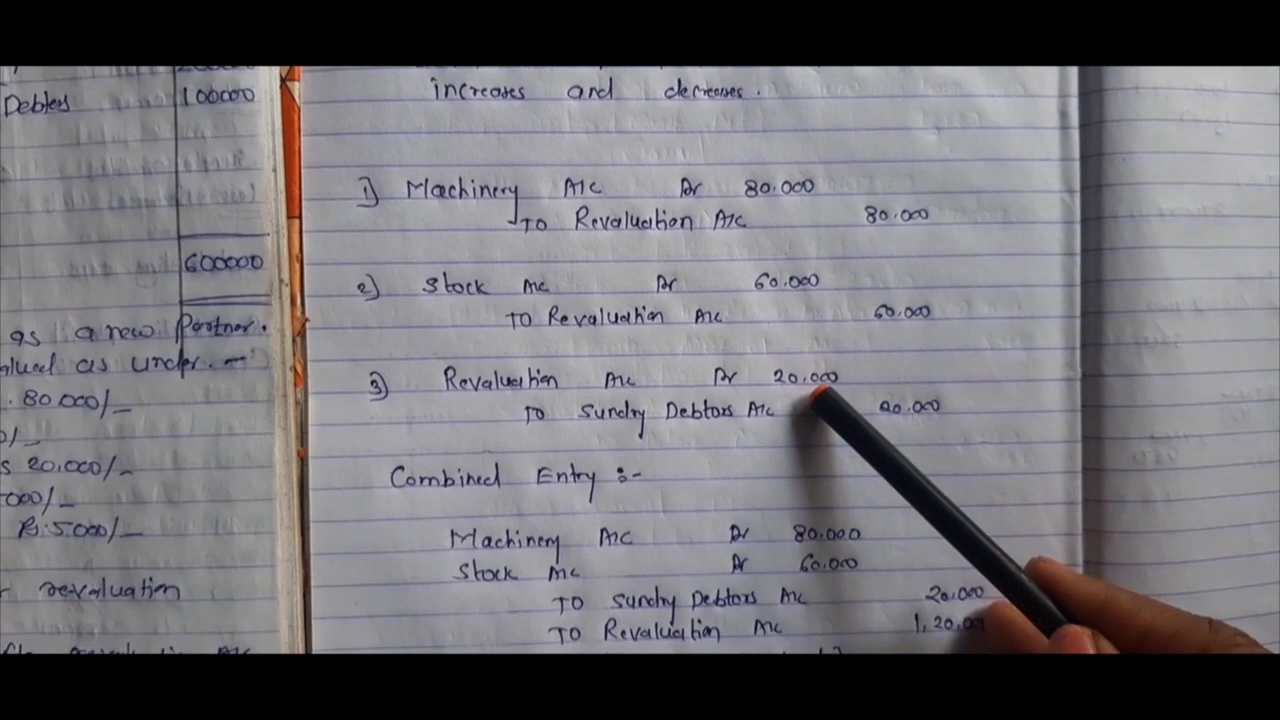 Debtors 100000
600000
as a new Partner.
alued as under. —
. 80.000/-
0/-
s 20.000/-
000/-
Rs. 5.000/-
revaluation
increases and decreases.
1) Machinery A/c Dr 80.000
To Revaluation A/c 80.000
2) Stock A/c Dr 60.000
To Revaluation A/c 60.000
3) Revaluation A/c Dr 20.000
To Sundry Debtors A/c 20.000
Combined Entry :-
Machinery A/c Dr 80.000
Stock A/c Dr 60.000
To Sundry Debtors A/c 20.000
To Revaluation A/c 1,20.00